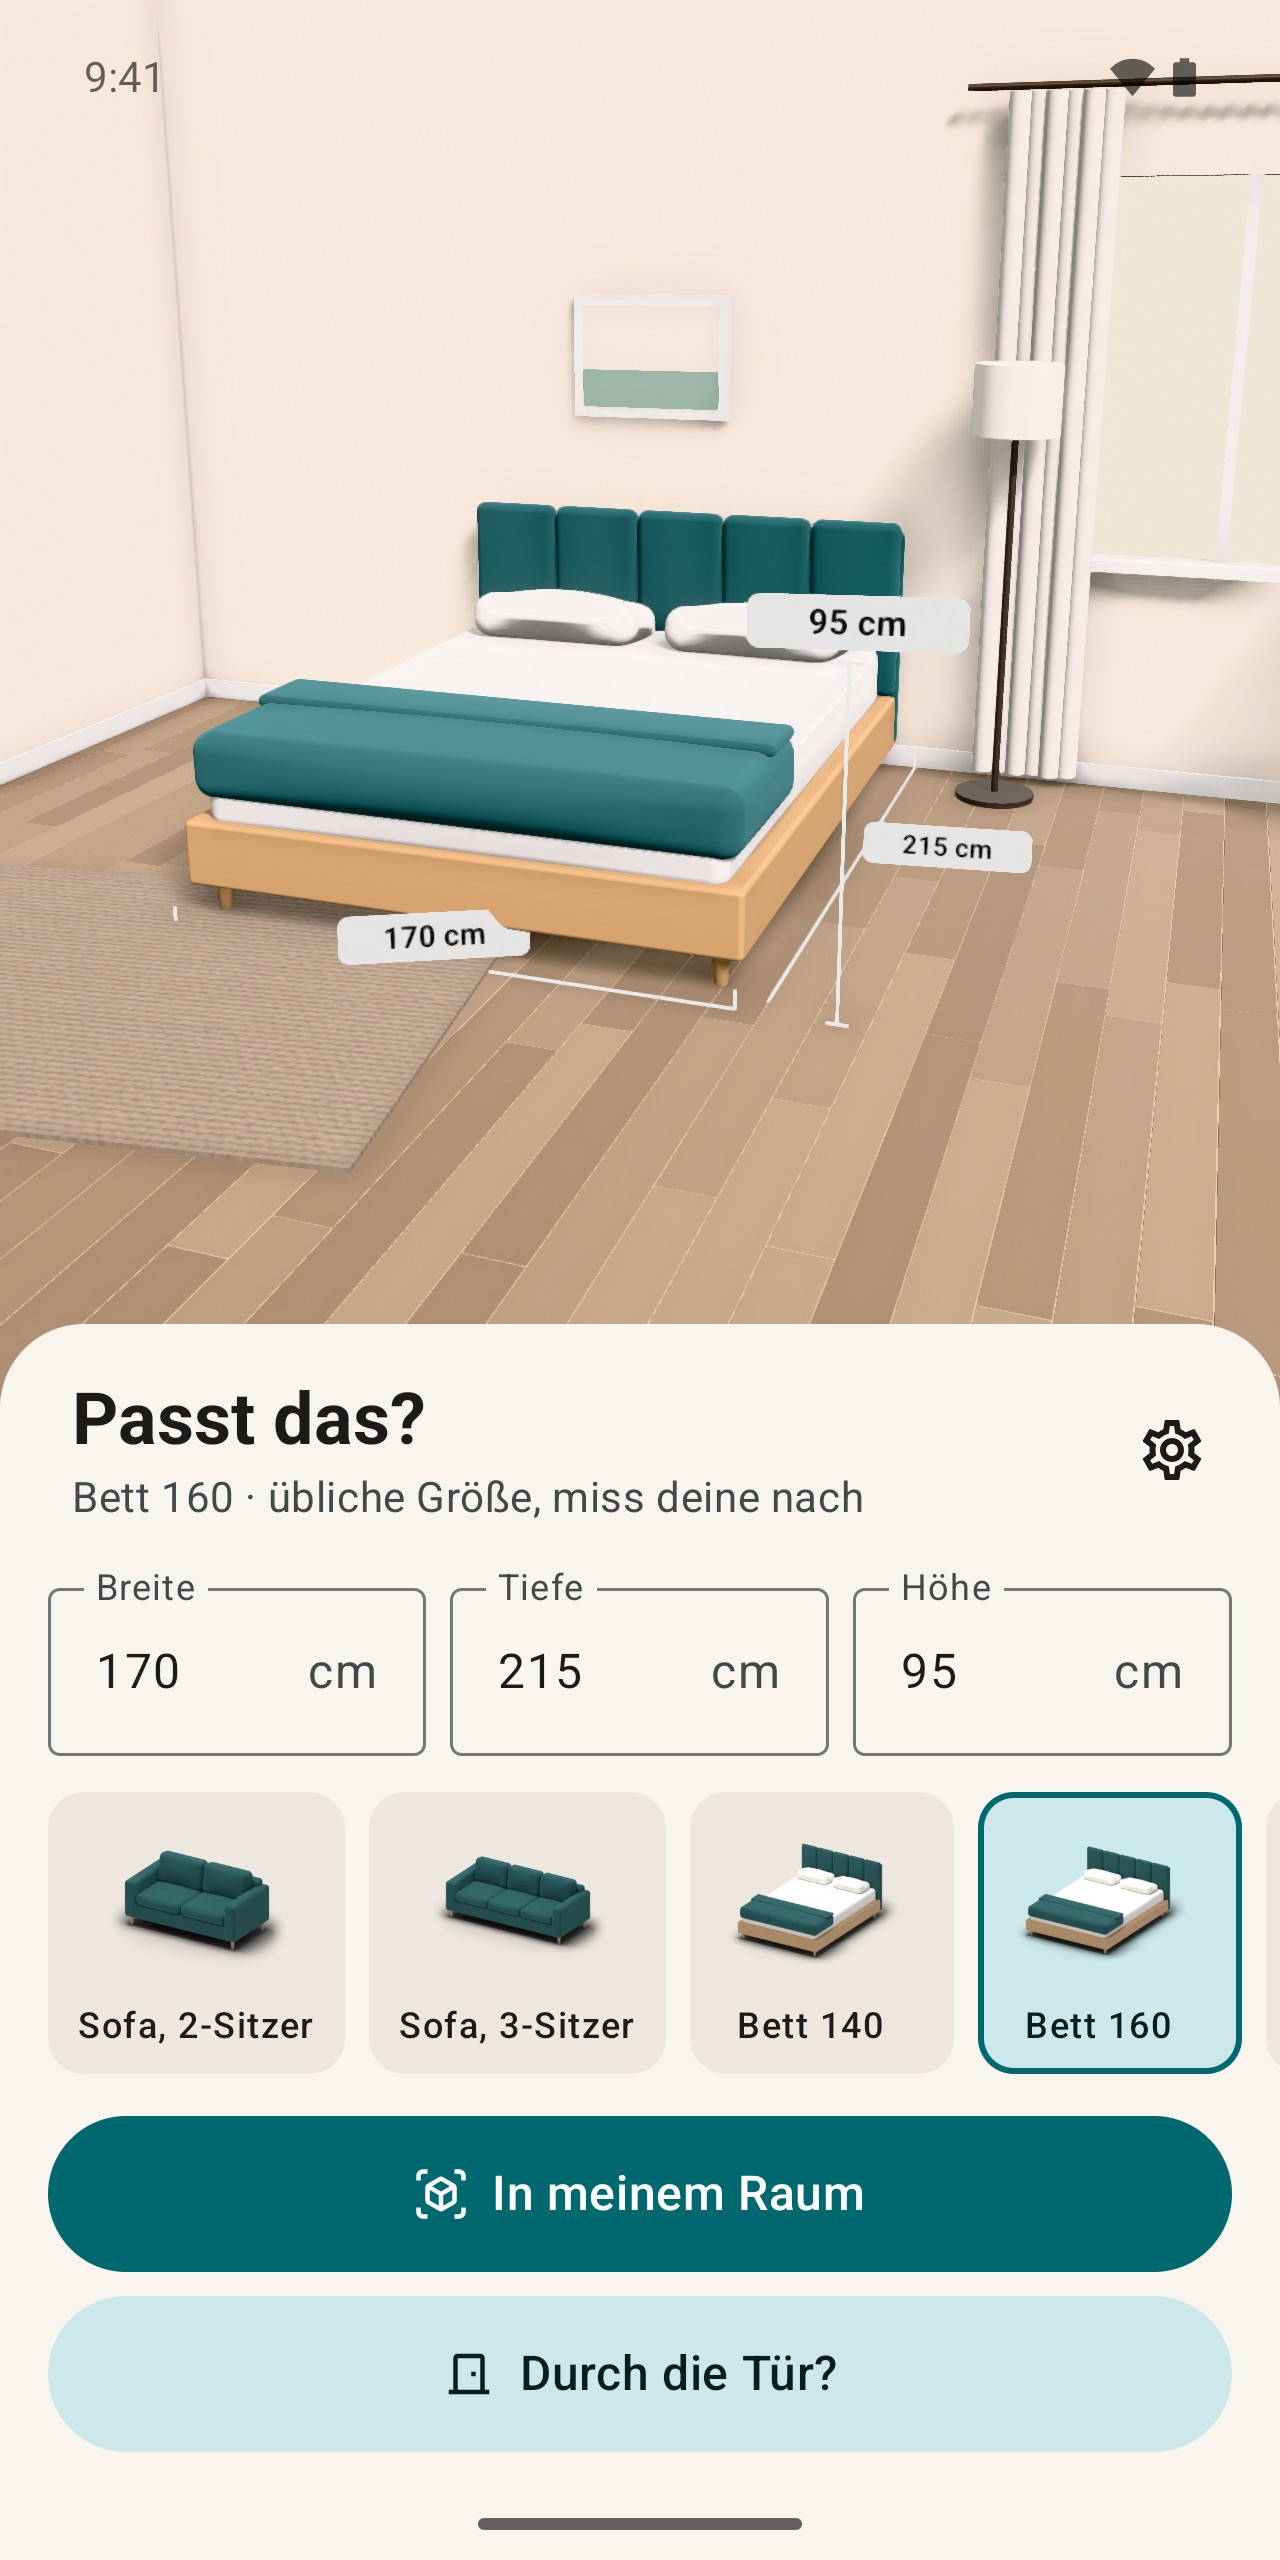 9:41
95 cm
215 cm
170 cm
Passt das?
Bett 160 · übliche Größe, miss deine nach
Breite
Tiefe
Höhe
170 cm
215 cm
95 cm
Sofa, 2-Sitzer
Sofa, 3-Sitzer
Bett 140
Bett 160
In meinem Raum
Durch die Tür?